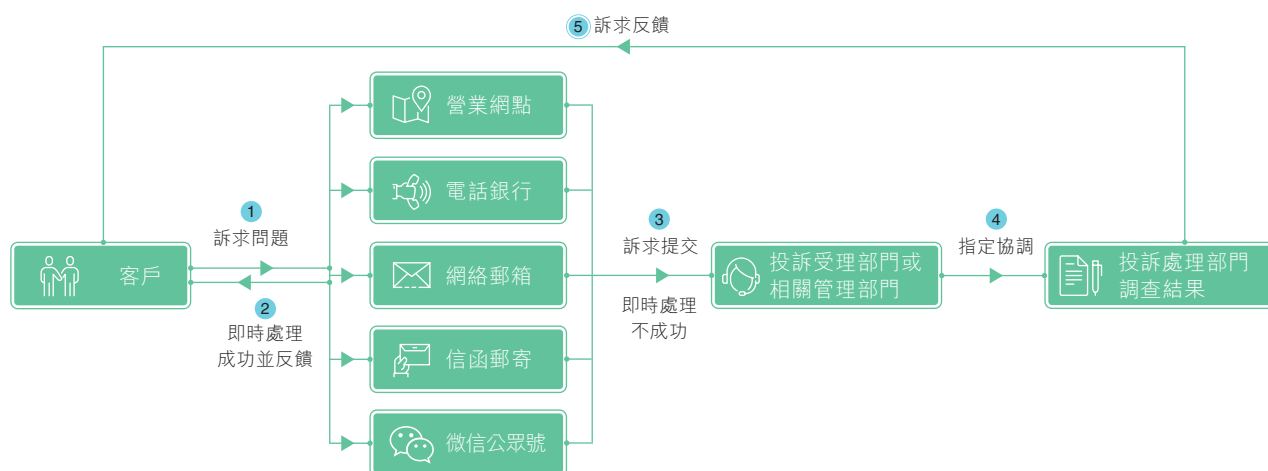 5 訴求反饋
營業網點
電話銀行
1
訴求問題
客戶
2
即時處理
成功並反饋
網絡郵箱
信函郵寄
微信公眾號
3
訴求提交
即時處理
不成功
投訴受理部門或
相關管理部門
4
指定協調
投訴處理部門
調查結果